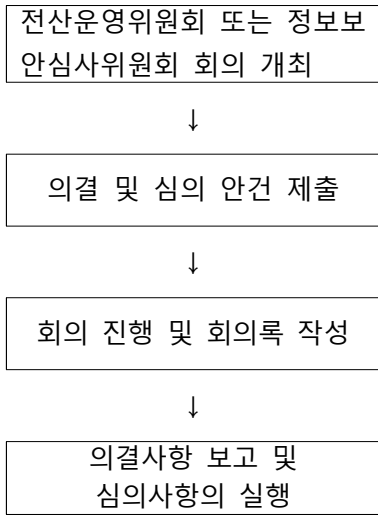 전산운영위원회 또는 정보보
안심사위원회 회의 개최
↓
의결 및 심의 안건 제출
↓
회의 진행 및 회의록 작성
↓
의결사항 보고 및
심의사항의 실행